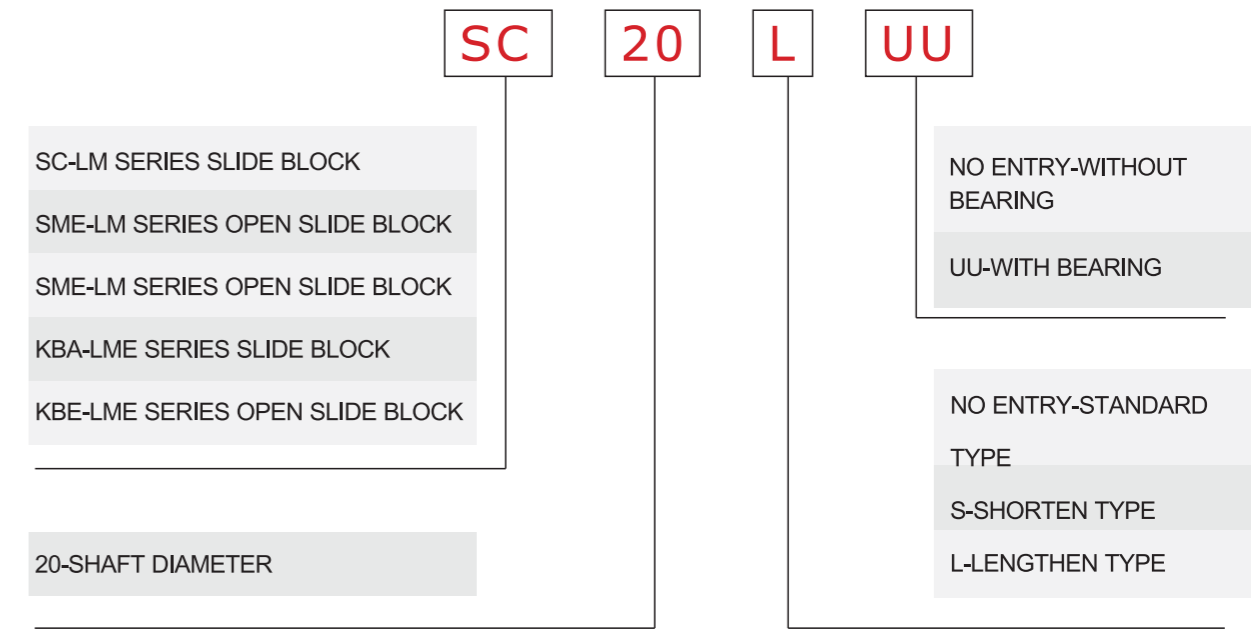 SC 20 L UU
SC-LM SERIES SLIDE BLOCK
SME-LM SERIES OPEN SLIDE BLOCK
SME-LM SERIES OPEN SLIDE BLOCK
KBA-LME SERIES SLIDE BLOCK
KBE-LME SERIES OPEN SLIDE BLOCK
20-SHAFT DIAMETER
NO ENTRY-WITHOUT
BEARING
UU-WITH BEARING
NO ENTRY-STANDARD
TYPE
S-SHORTEN TYPE
L-LENGTHEN TYPE